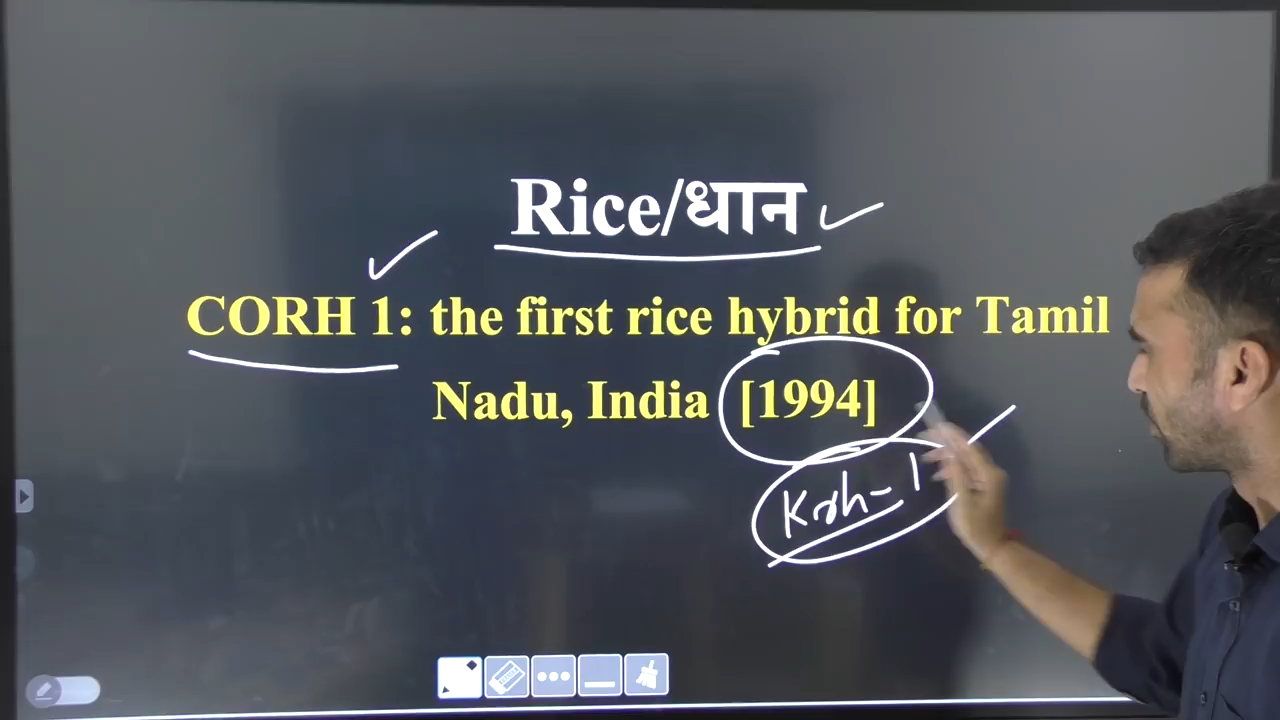 Rice/धान
CORH 1: the first rice hybrid for Tamil
Nadu, India [1994]
Krh-1